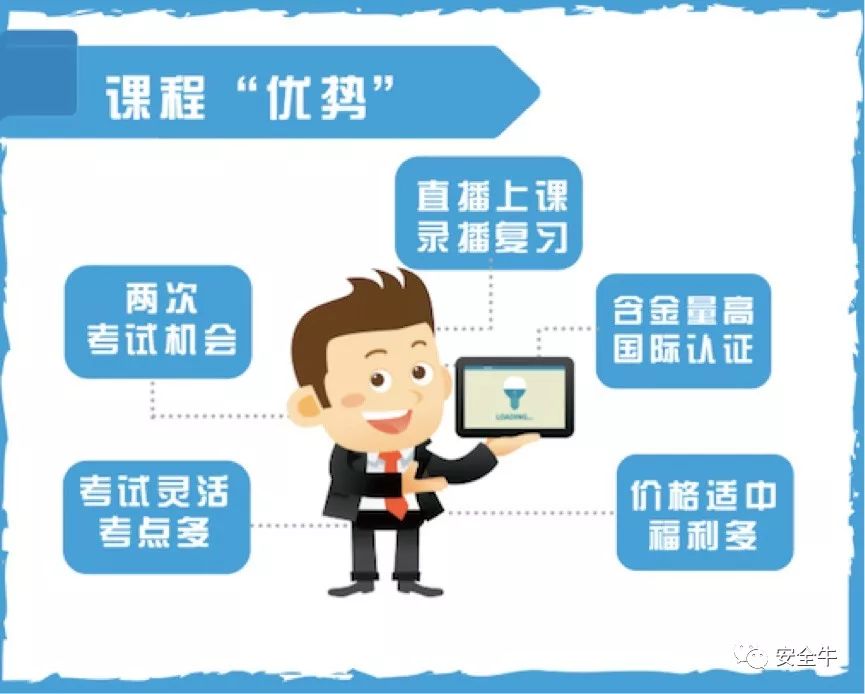 课程“优势”
直播上课
录播复习
两次
考试机会
含金量高
国际认证
LOADING...
考试灵活
考点多
价格适中
福利多
安全牛